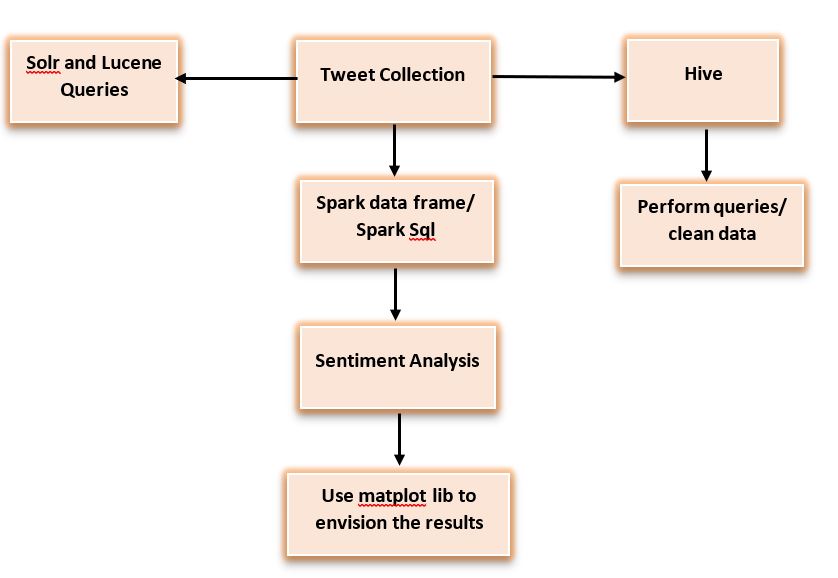 Solr and Lucene
Queries
Tweet Collection
Hive
Spark data frame/
Spark Sql
Perform queries/
clean data
Sentiment Analysis
Use matplot lib to
envision the results